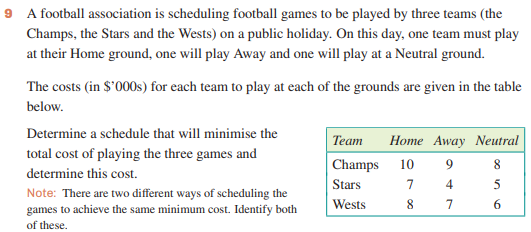 9 A football association is scheduling football games to be played by three teams (the
Champs, the Stars and the Wests) on a public holiday. On this day, one team must play
at their Home ground, one will play Away and one will play at a Neutral ground.
The costs (in $'000s) for each team to play at each of the grounds are given in the table
below.
Determine a schedule that will minimise the
total cost of playing the three games and
determine this cost.
Note: There are two different ways of scheduling the
games to achieve the same minimum cost. Identify both
of these.
Team Home Away Neutral
Champs 10 9 8
Stars 7 4 5
Wests 8 7 6